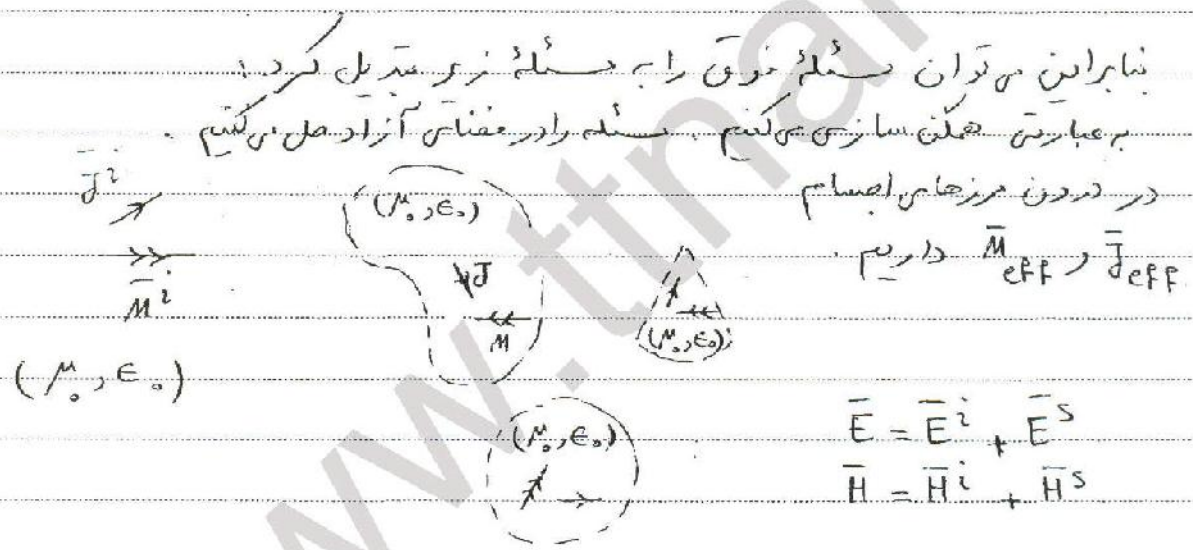 بنابراین می توان مسئلهٔ فوق را به مسئلهٔ زیر تبدیل کرد :
به عبارتی همگن سازی می کنیم . مسئله را در فضای آزاد حل می کنیم .
در درون مرزهای اجسام
J̄eff و M̄eff داریم .
J̄ⁱ
M̄ⁱ
(μ₀, ϵ₀)
(μ₀, ϵ₀)
J̄
M̄
(μ₀, ϵ₀)
(μ₀, ϵ₀)
Ē = Ēⁱ + Ēˢ
H̄ = H̄ⁱ + H̄ˢ